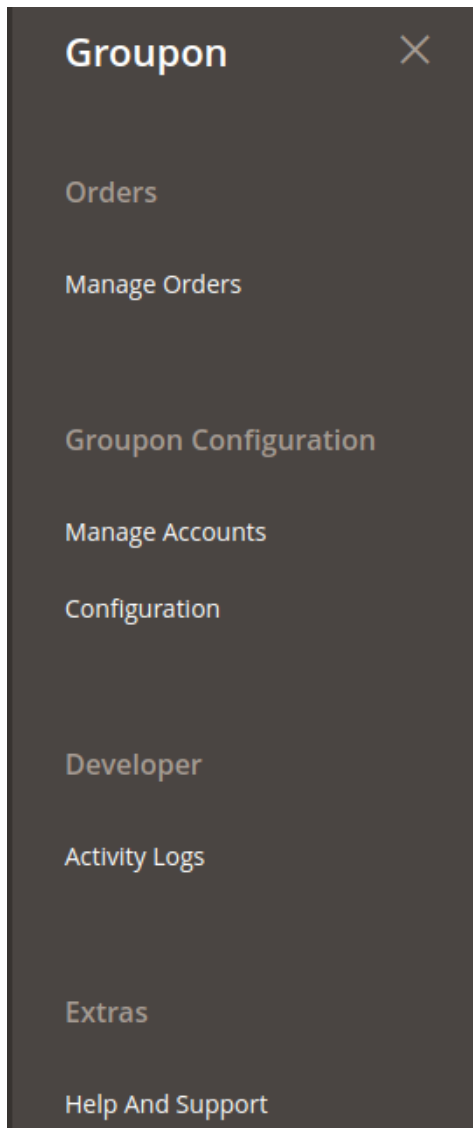 Groupon
Orders
Manage Orders
Groupon Configuration
Manage Accounts
Configuration
Developer
Activity Logs
Extras
Help And Support